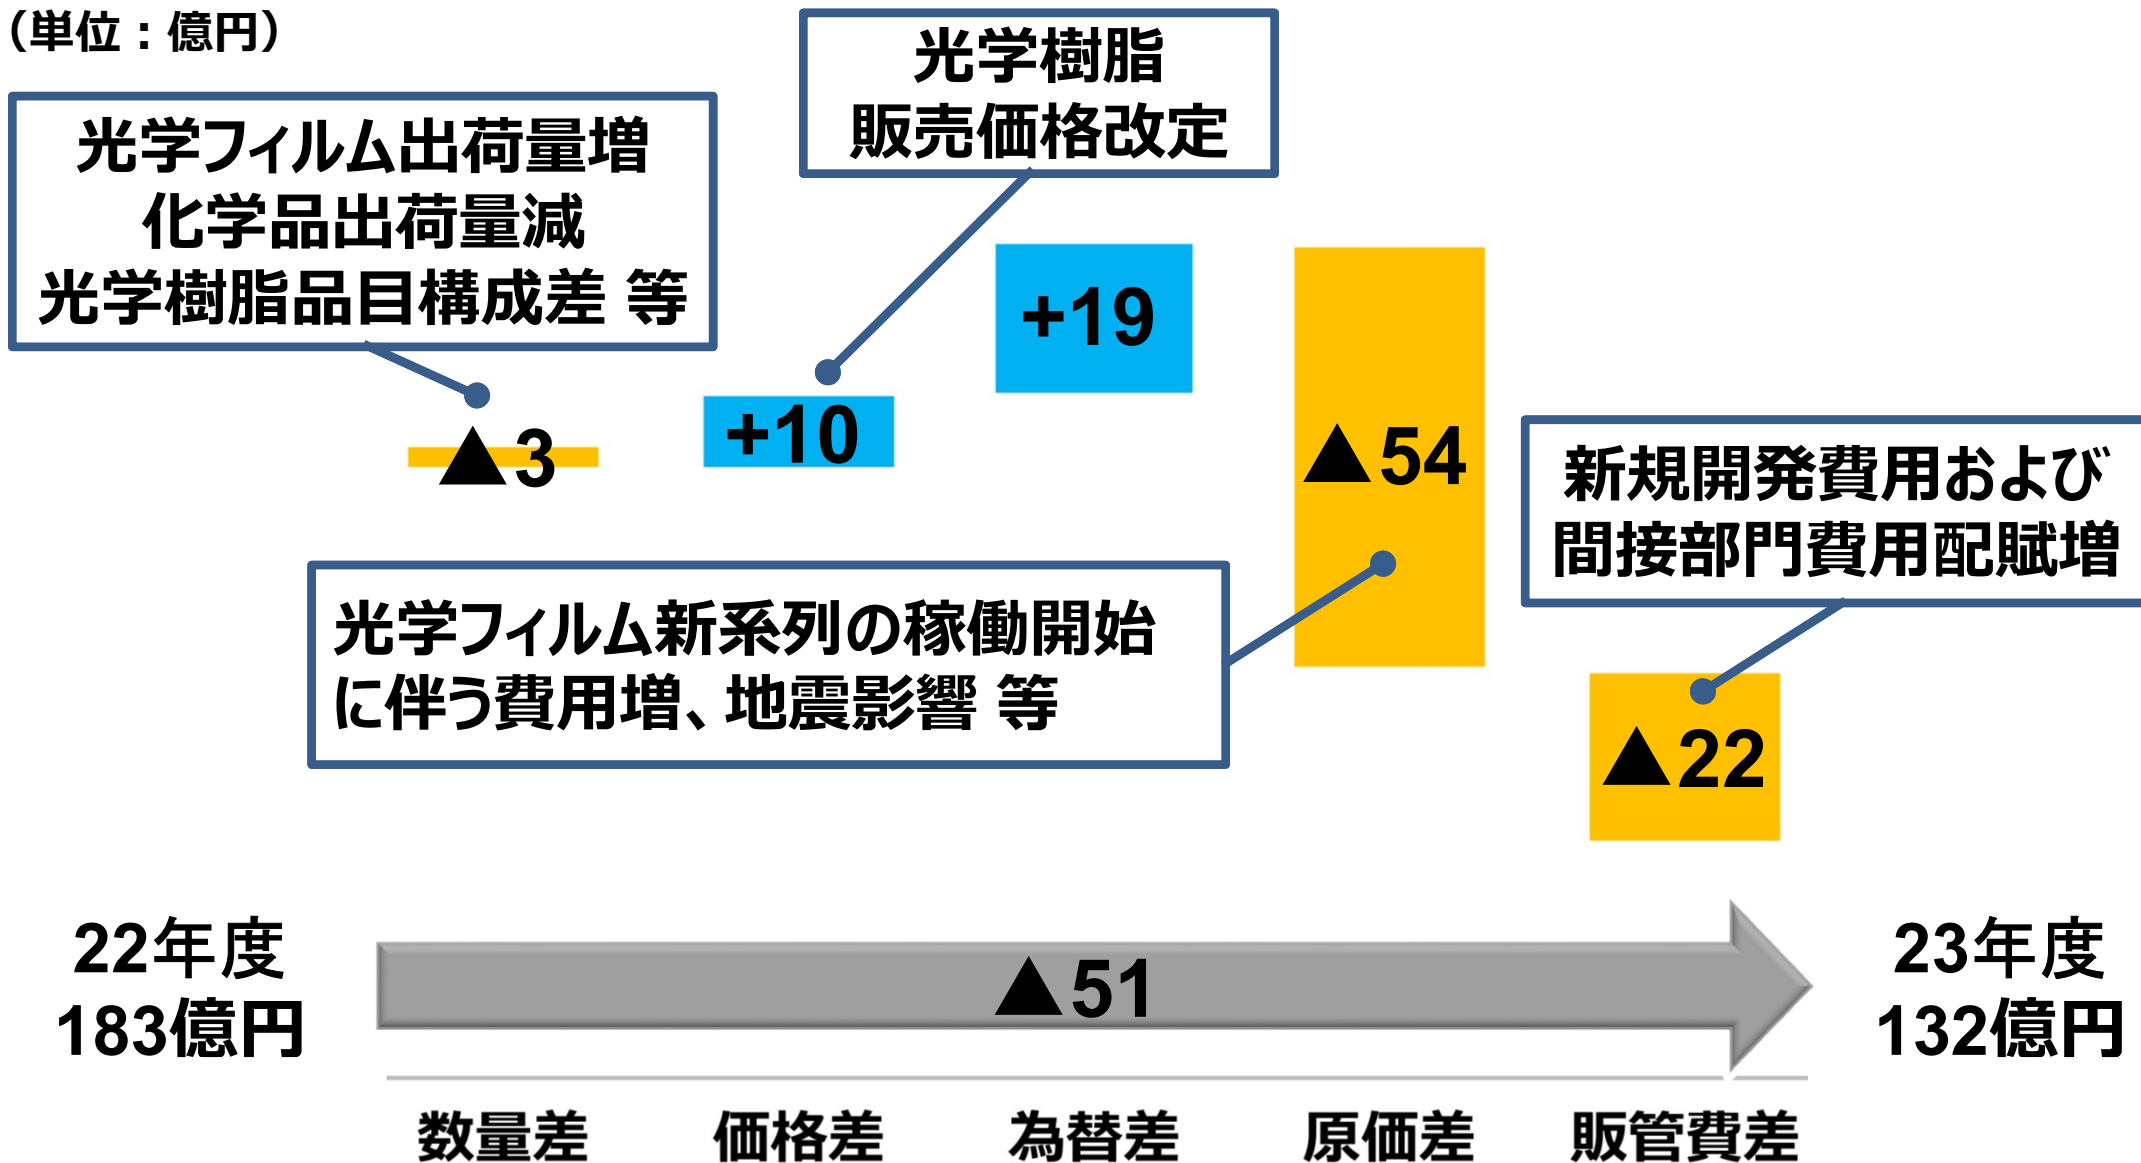 （単位：億円）
光学樹脂
販売価格改定
光学フィルム出荷量増
化学品出荷量減
光学樹脂品目構成差 等
+19
+10
▲3
▲54
新規開発費用および
間接部門費用配賦増
光学フィルム新系列の稼働開始
に伴う費用増、地震影響 等
▲22
22年度
183億円
▲51
23年度
132億円
数量差
価格差
為替差
原価差
販管費差